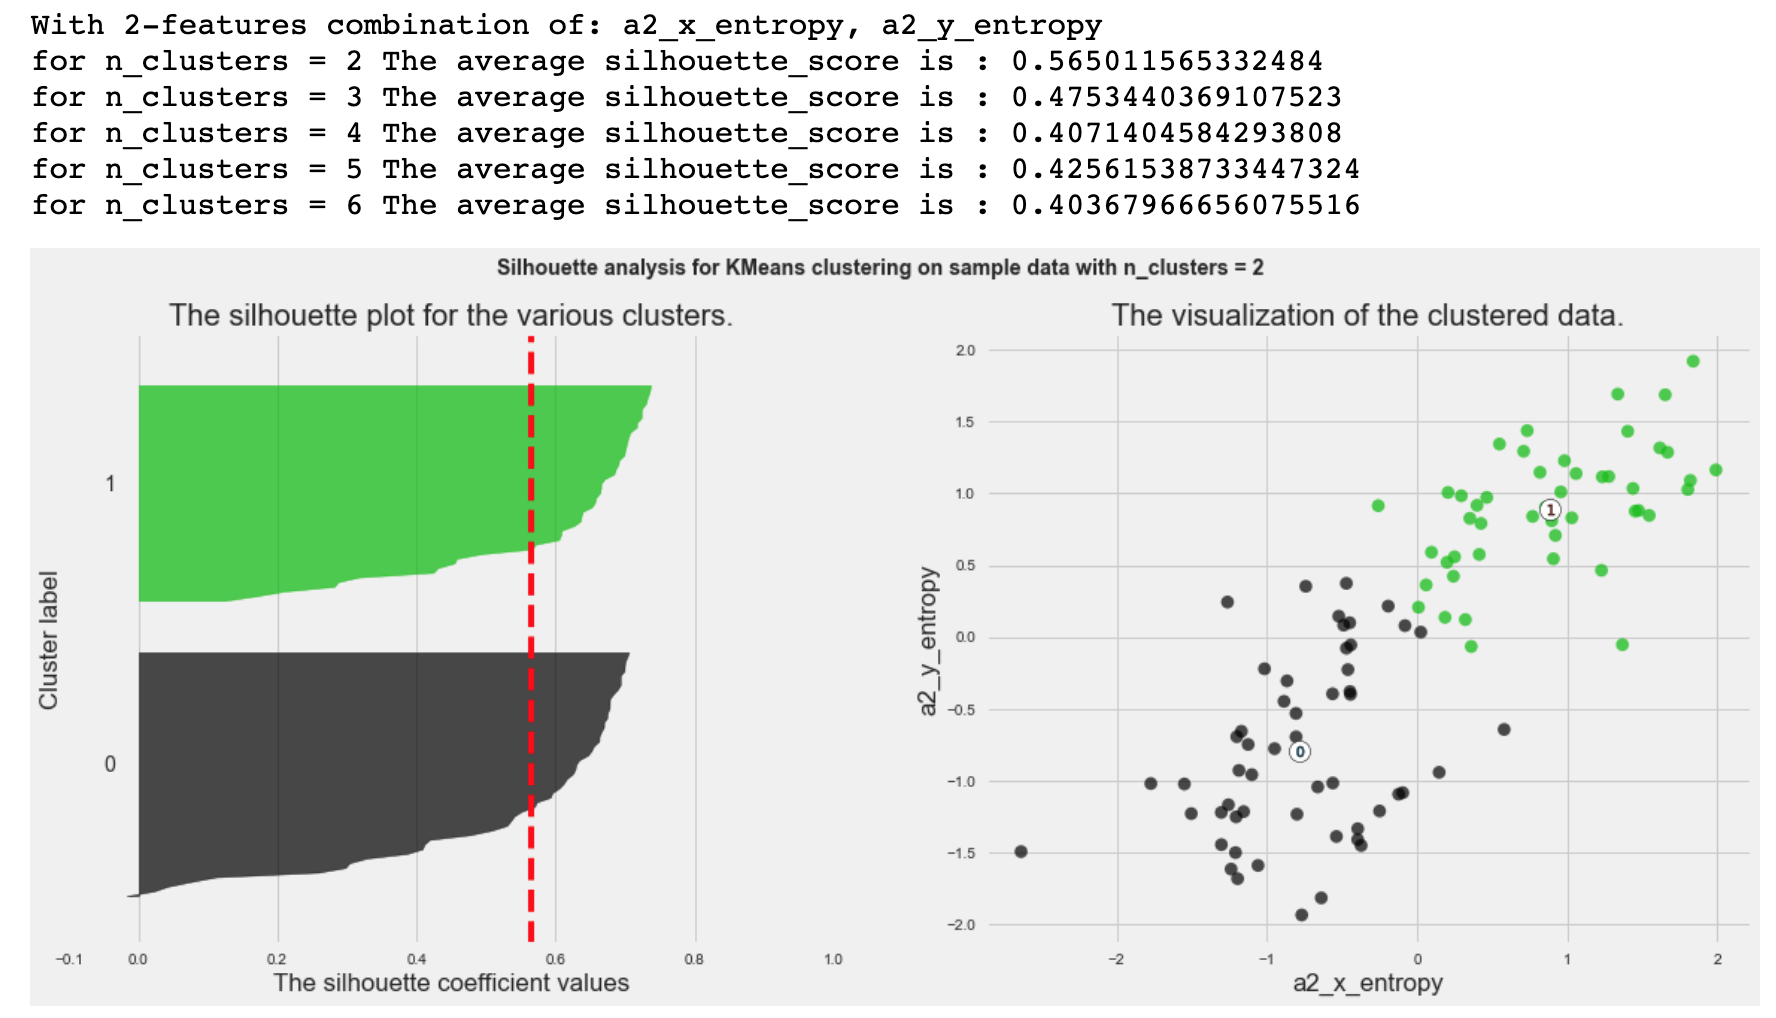 With 2-features combination of: a2_x_entropy, a2_y_entropy
for n_clusters = 2 The average silhouette_score is : 0.565011565332484
for n_clusters = 3 The average silhouette_score is : 0.4753440369107523
for n_clusters = 4 The average silhouette_score is : 0.4071404584293808
for n_clusters = 5 The average silhouette_score is : 0.42561538733447324
for n_clusters = 6 The average silhouette_score is : 0.40367966656075516
Silhouette analysis for KMeans clustering on sample data with n_clusters = 2
The silhouette plot for the various clusters.
Cluster label
1
0
−0.1 0.0 0.2 0.4 0.6 0.8 1.0
The silhouette coefficient values
The visualization of the clustered data.
a2_y_entropy
2.0
1.5
1.0
0.5
0.0
−0.5
−1.0
−1.5
−2.0
1
0
−2 −1 0 1 2
a2_x_entropy